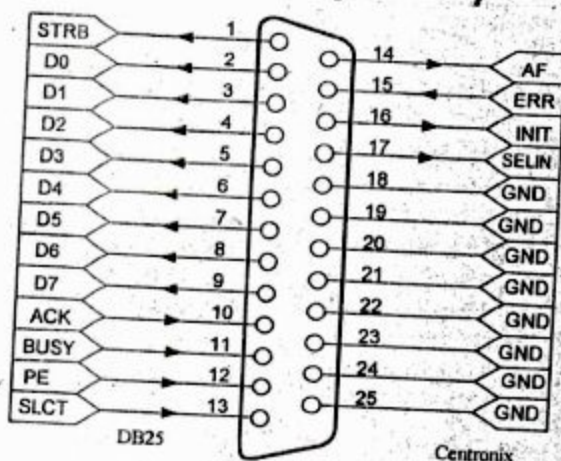 STRB 1
D0 2
D1 3
D2 4
D3 5
D4 6
D5 7
D6 8
D7 9
ACK 10
BUSY 11
PE 12
SLCT 13
DB25
14 AF
15 ERR
16 INIT
17 SELIN
18 GND
19 GND
20 GND
21 GND
22 GND
23 GND
24 GND
25 GND
Centronix